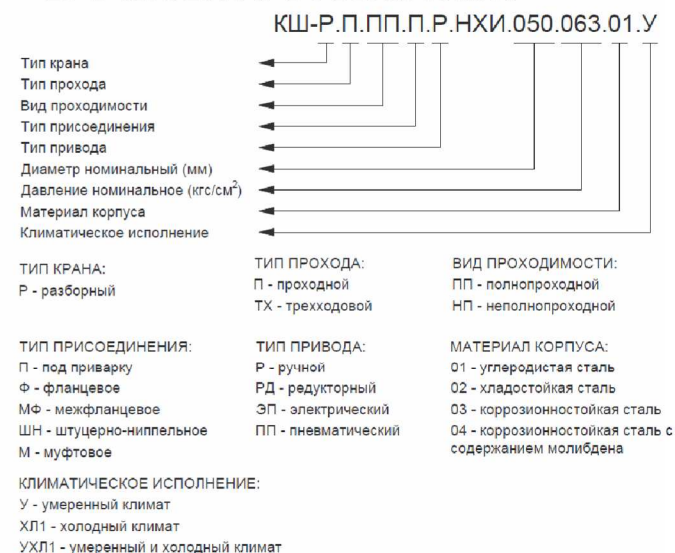 КШ-Р.П.ПП.П.Р.НХИ.050.063.01.У
Тип крана
Тип прохода
Вид проходимости
Тип присоединения
Тип привода
Диаметр номинальный (мм)
Давление номинальное (кгс/см²)
Материал корпуса
Климатическое исполнение
ТИП КРАНА:
Р - разборный
ТИП ПРОХОДА:
П - проходной
ТХ - трехходовой
ВИД ПРОХОДИМОСТИ:
ПП - полнопроходной
НП - неполнопроходной
ТИП ПРИСОЕДИНЕНИЯ:
П - под приварку
Ф - фланцевое
МФ - межфланцевое
ШН - штуцерно-ниппельное
М - муфтовое
ТИП ПРИВОДА:
Р - ручной
РД - редукторный
ЭП - электрический
ПП - пневматический
МАТЕРИАЛ КОРПУСА:
01 - углеродистая сталь
02 - хладостойкая сталь
03 - коррозионностойкая сталь
04 - коррозионностойкая сталь с
содержанием молибдена
КЛИМАТИЧЕСКОЕ ИСПОЛНЕНИЕ:
У - умеренный климат
ХЛ1 - холодный климат
УХЛ1 - умеренный и холодный климат